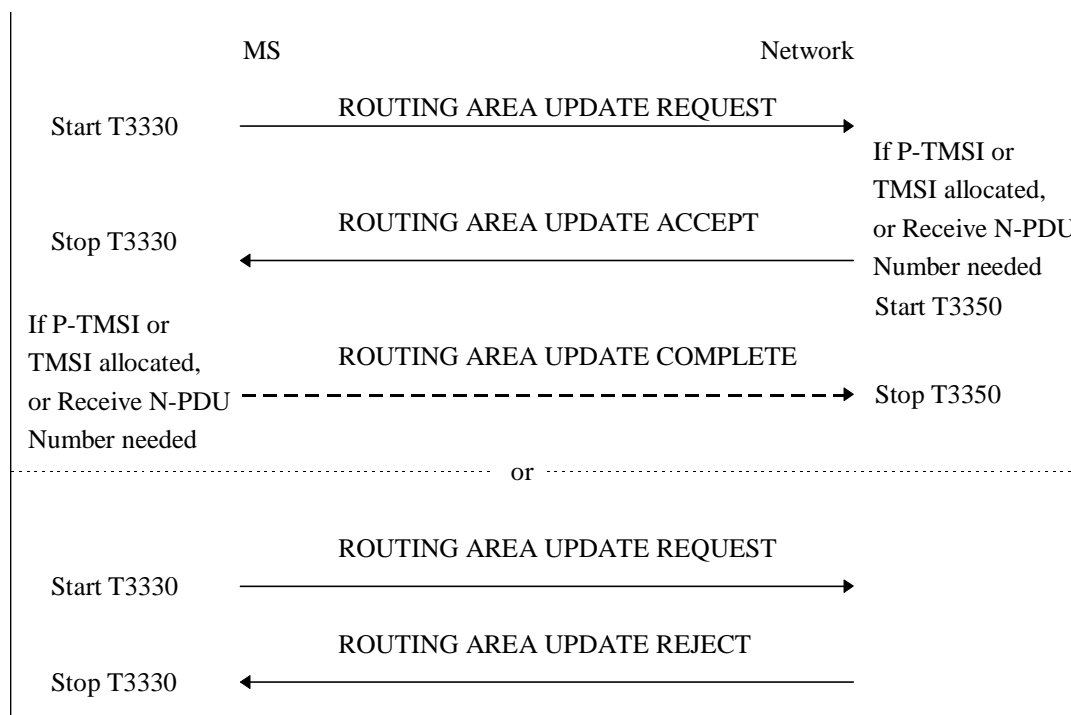 MS
Network
ROUTING AREA UPDATE REQUEST
Start T3330
If P-TMSI or
TMSI allocated,
or Receive N-PDU
Number needed
Start T3350
ROUTING AREA UPDATE ACCEPT
Stop T3330
If P-TMSI or
TMSI allocated,
or Receive N-PDU
Number needed
ROUTING AREA UPDATE COMPLETE
Stop T3350
or
ROUTING AREA UPDATE REQUEST
Start T3330
ROUTING AREA UPDATE REJECT
Stop T3330